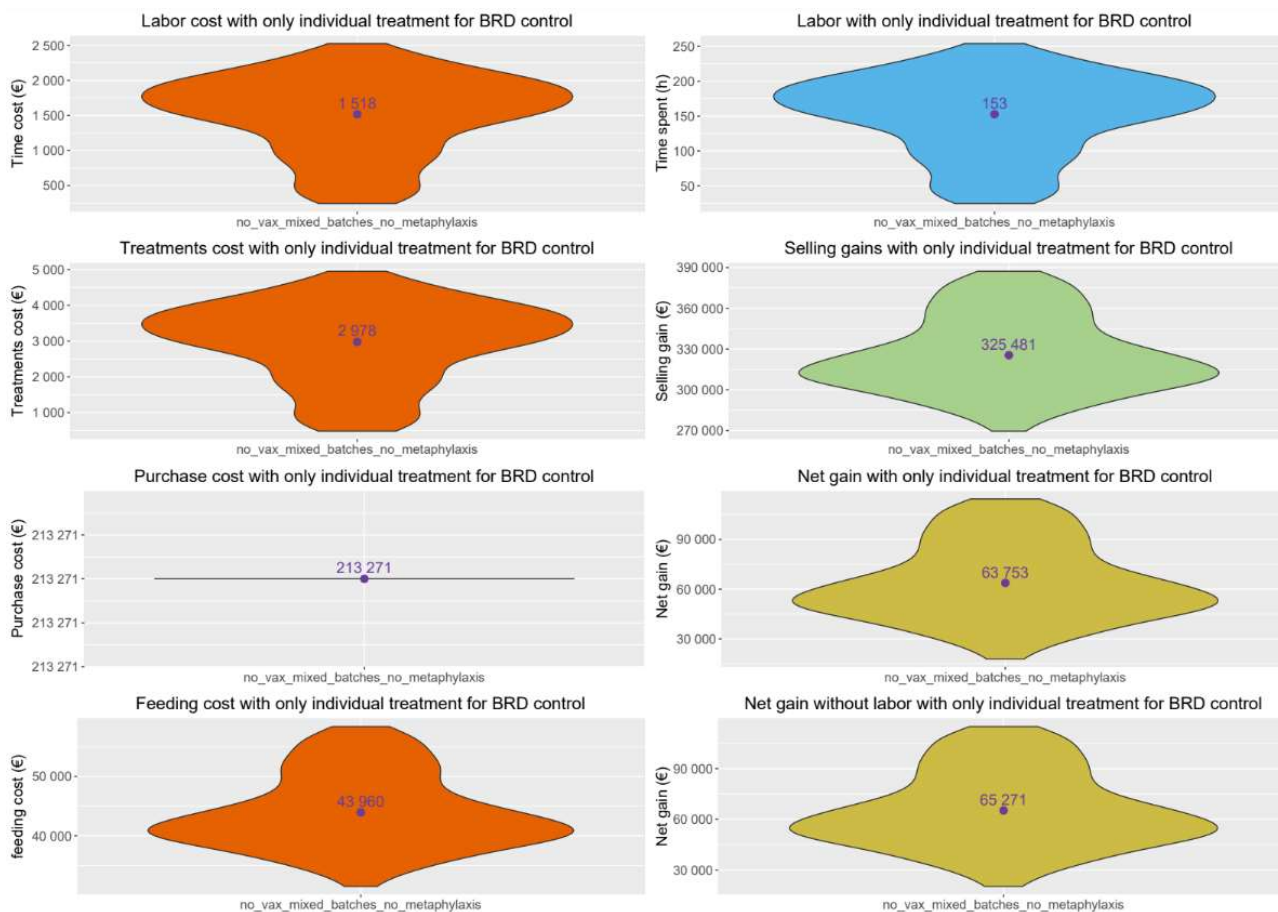 Labor cost with only individual treatment for BRD control
Time cost (€)
2 500
2 000
1 500
1 000
500
1 518
no_vax_mixed_batches_no_metaphylaxis
Labor with only individual treatment for BRD control
Time spent (h)
250
200
150
100
50
153
no_vax_mixed_batches_no_metaphylaxis
Treatments cost with only individual treatment for BRD control
Treatments cost (€)
5 000
4 000
3 000
2 000
1 000
2 978
no_vax_mixed_batches_no_metaphylaxis
Selling gains with only individual treatment for BRD control
Selling gain (€)
390 000
360 000
330 000
300 000
270 000
325 481
no_vax_mixed_batches_no_metaphylaxis
Purchase cost with only individual treatment for BRD control
Purchase cost (€)
213 271
213 271
213 271
213 271
213 271
no_vax_mixed_batches_no_metaphylaxis
Net gain with only individual treatment for BRD control
Net gain (€)
90 000
60 000
30 000
63 753
no_vax_mixed_batches_no_metaphylaxis
Feeding cost with only individual treatment for BRD control
feeding cost (€)
50 000
40 000
43 960
no_vax_mixed_batches_no_metaphylaxis
Net gain without labor with only individual treatment for BRD control
Net gain (€)
90 000
60 000
30 000
65 271
no_vax_mixed_batches_no_metaphylaxis